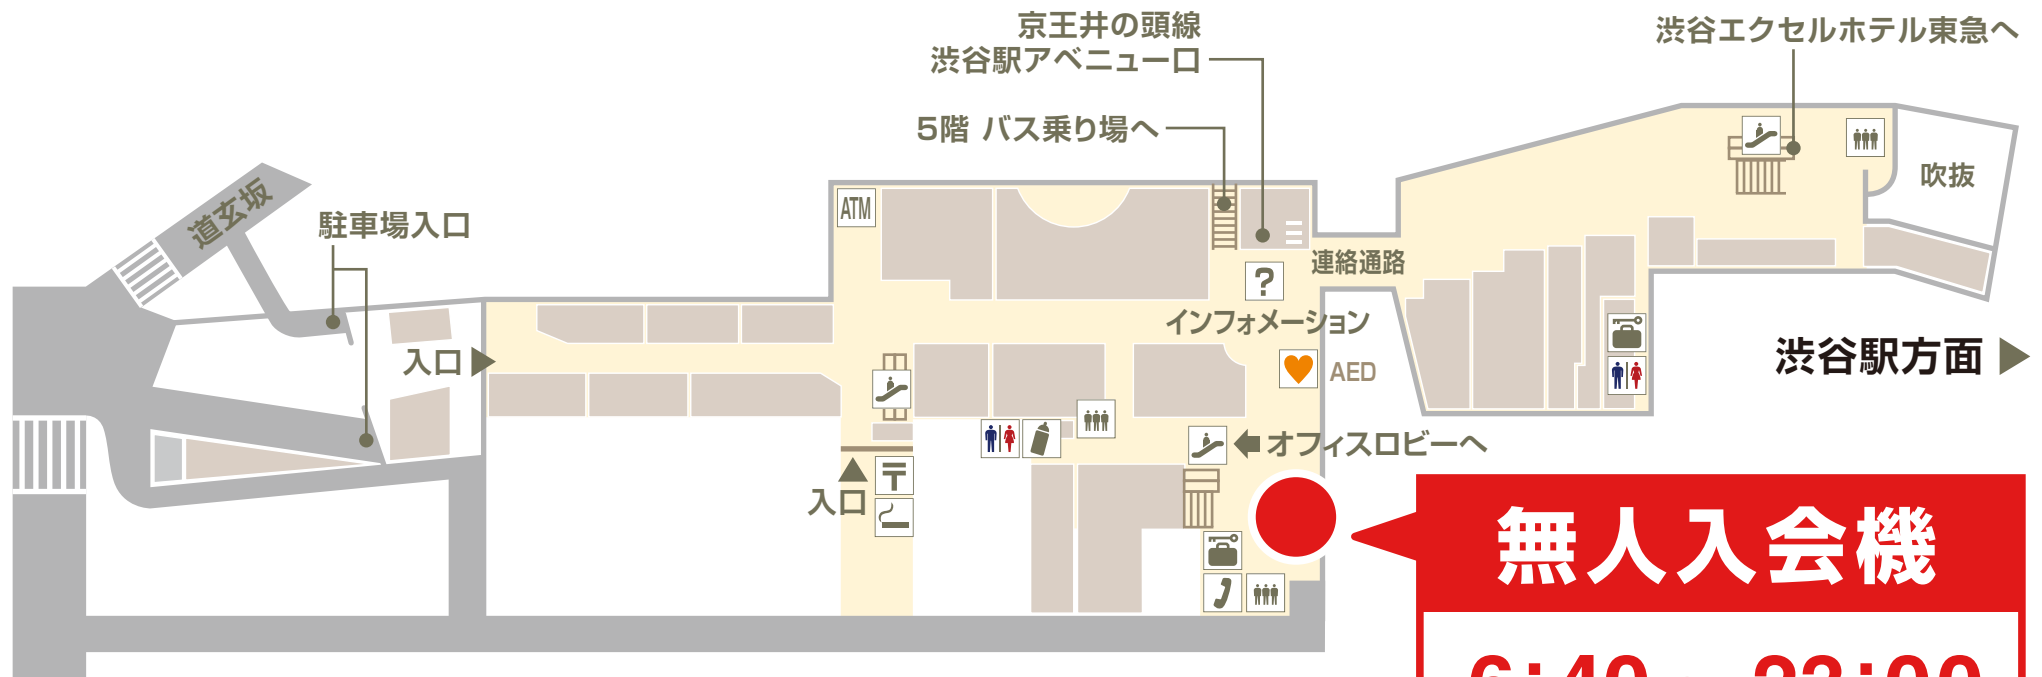 京王井の頭線
渋谷駅アベニュー口
渋谷エクセルホテル東急へ
5階 バス乗り場へ
吹抜
道玄坂
駐車場入口
ATM
連絡通路
?
インフォメーション
入口
AED
渋谷駅方面
オフィスロビーへ
〒
入口
無人入会機